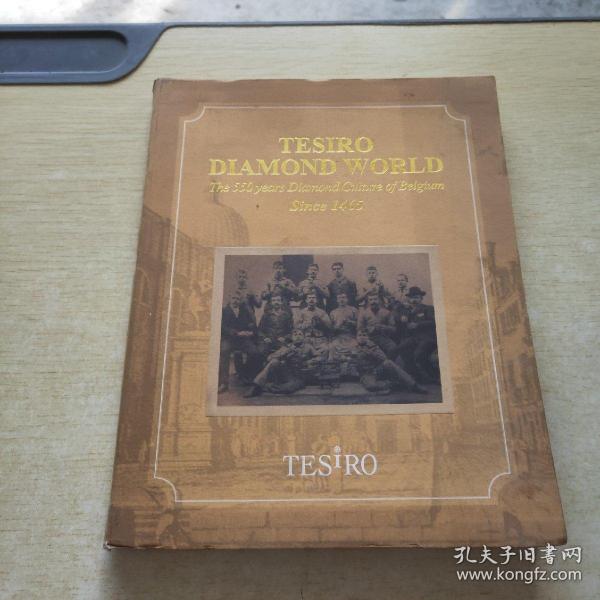 TESIRO
DIAMOND WORLD
The 550 years Diamond Culture of Belgium
Since 1465
TESiRO
孔夫子旧书网
www.kongfz.com